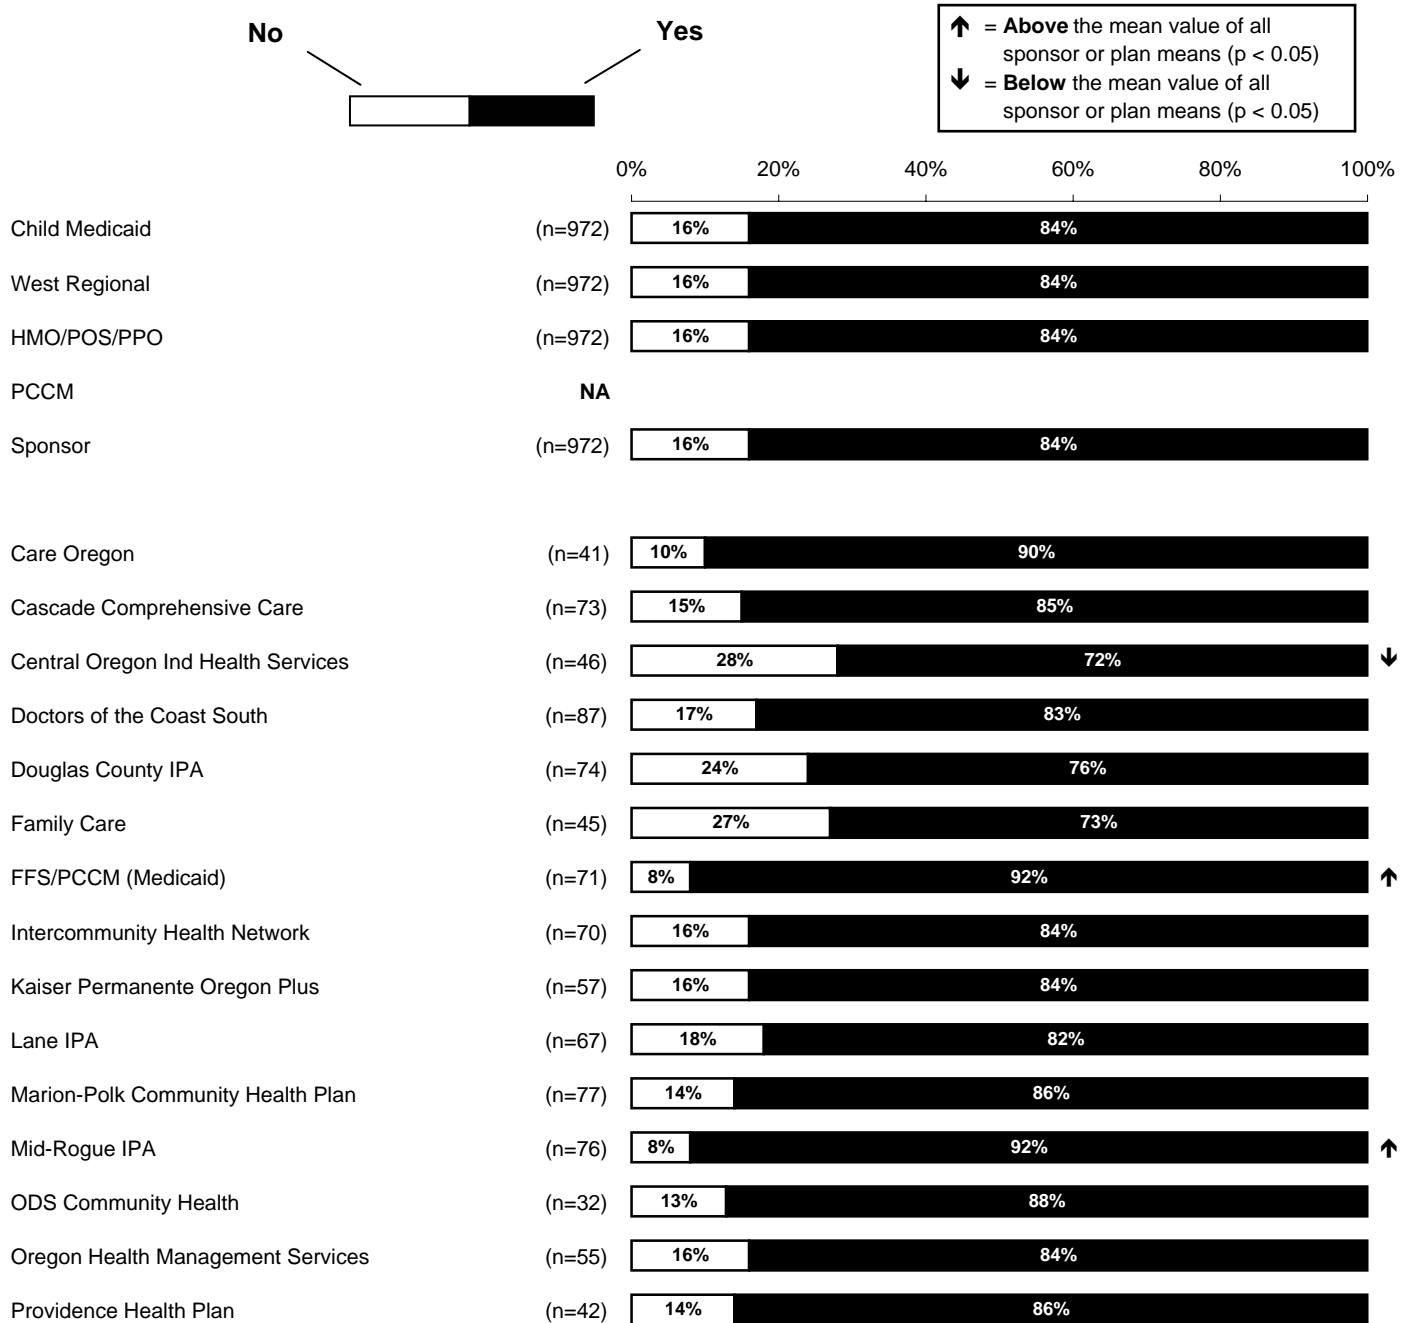 No
Yes
↑ = Above the mean value of all
sponsor or plan means (p < 0.05)
↓ = Below the mean value of all
sponsor or plan means (p < 0.05)
0% 20% 40% 60% 80% 100%
Child Medicaid (n=972) 16% 84%
West Regional (n=972) 16% 84%
HMO/POS/PPO (n=972) 16% 84%
PCCM NA
Sponsor (n=972) 16% 84%
Care Oregon (n=41) 10% 90%
Cascade Comprehensive Care (n=73) 15% 85%
Central Oregon Ind Health Services (n=46) 28% 72% ↓
Doctors of the Coast South (n=87) 17% 83%
Douglas County IPA (n=74) 24% 76%
Family Care (n=45) 27% 73%
FFS/PCCM (Medicaid) (n=71) 8% 92% ↑
Intercommunity Health Network (n=70) 16% 84%
Kaiser Permanente Oregon Plus (n=57) 16% 84%
Lane IPA (n=67) 18% 82%
Marion-Polk Community Health Plan (n=77) 14% 86%
Mid-Rogue IPA (n=76) 8% 92% ↑
ODS Community Health (n=32) 13% 88%
Oregon Health Management Services (n=55) 16% 84%
Providence Health Plan (n=42) 14% 86%